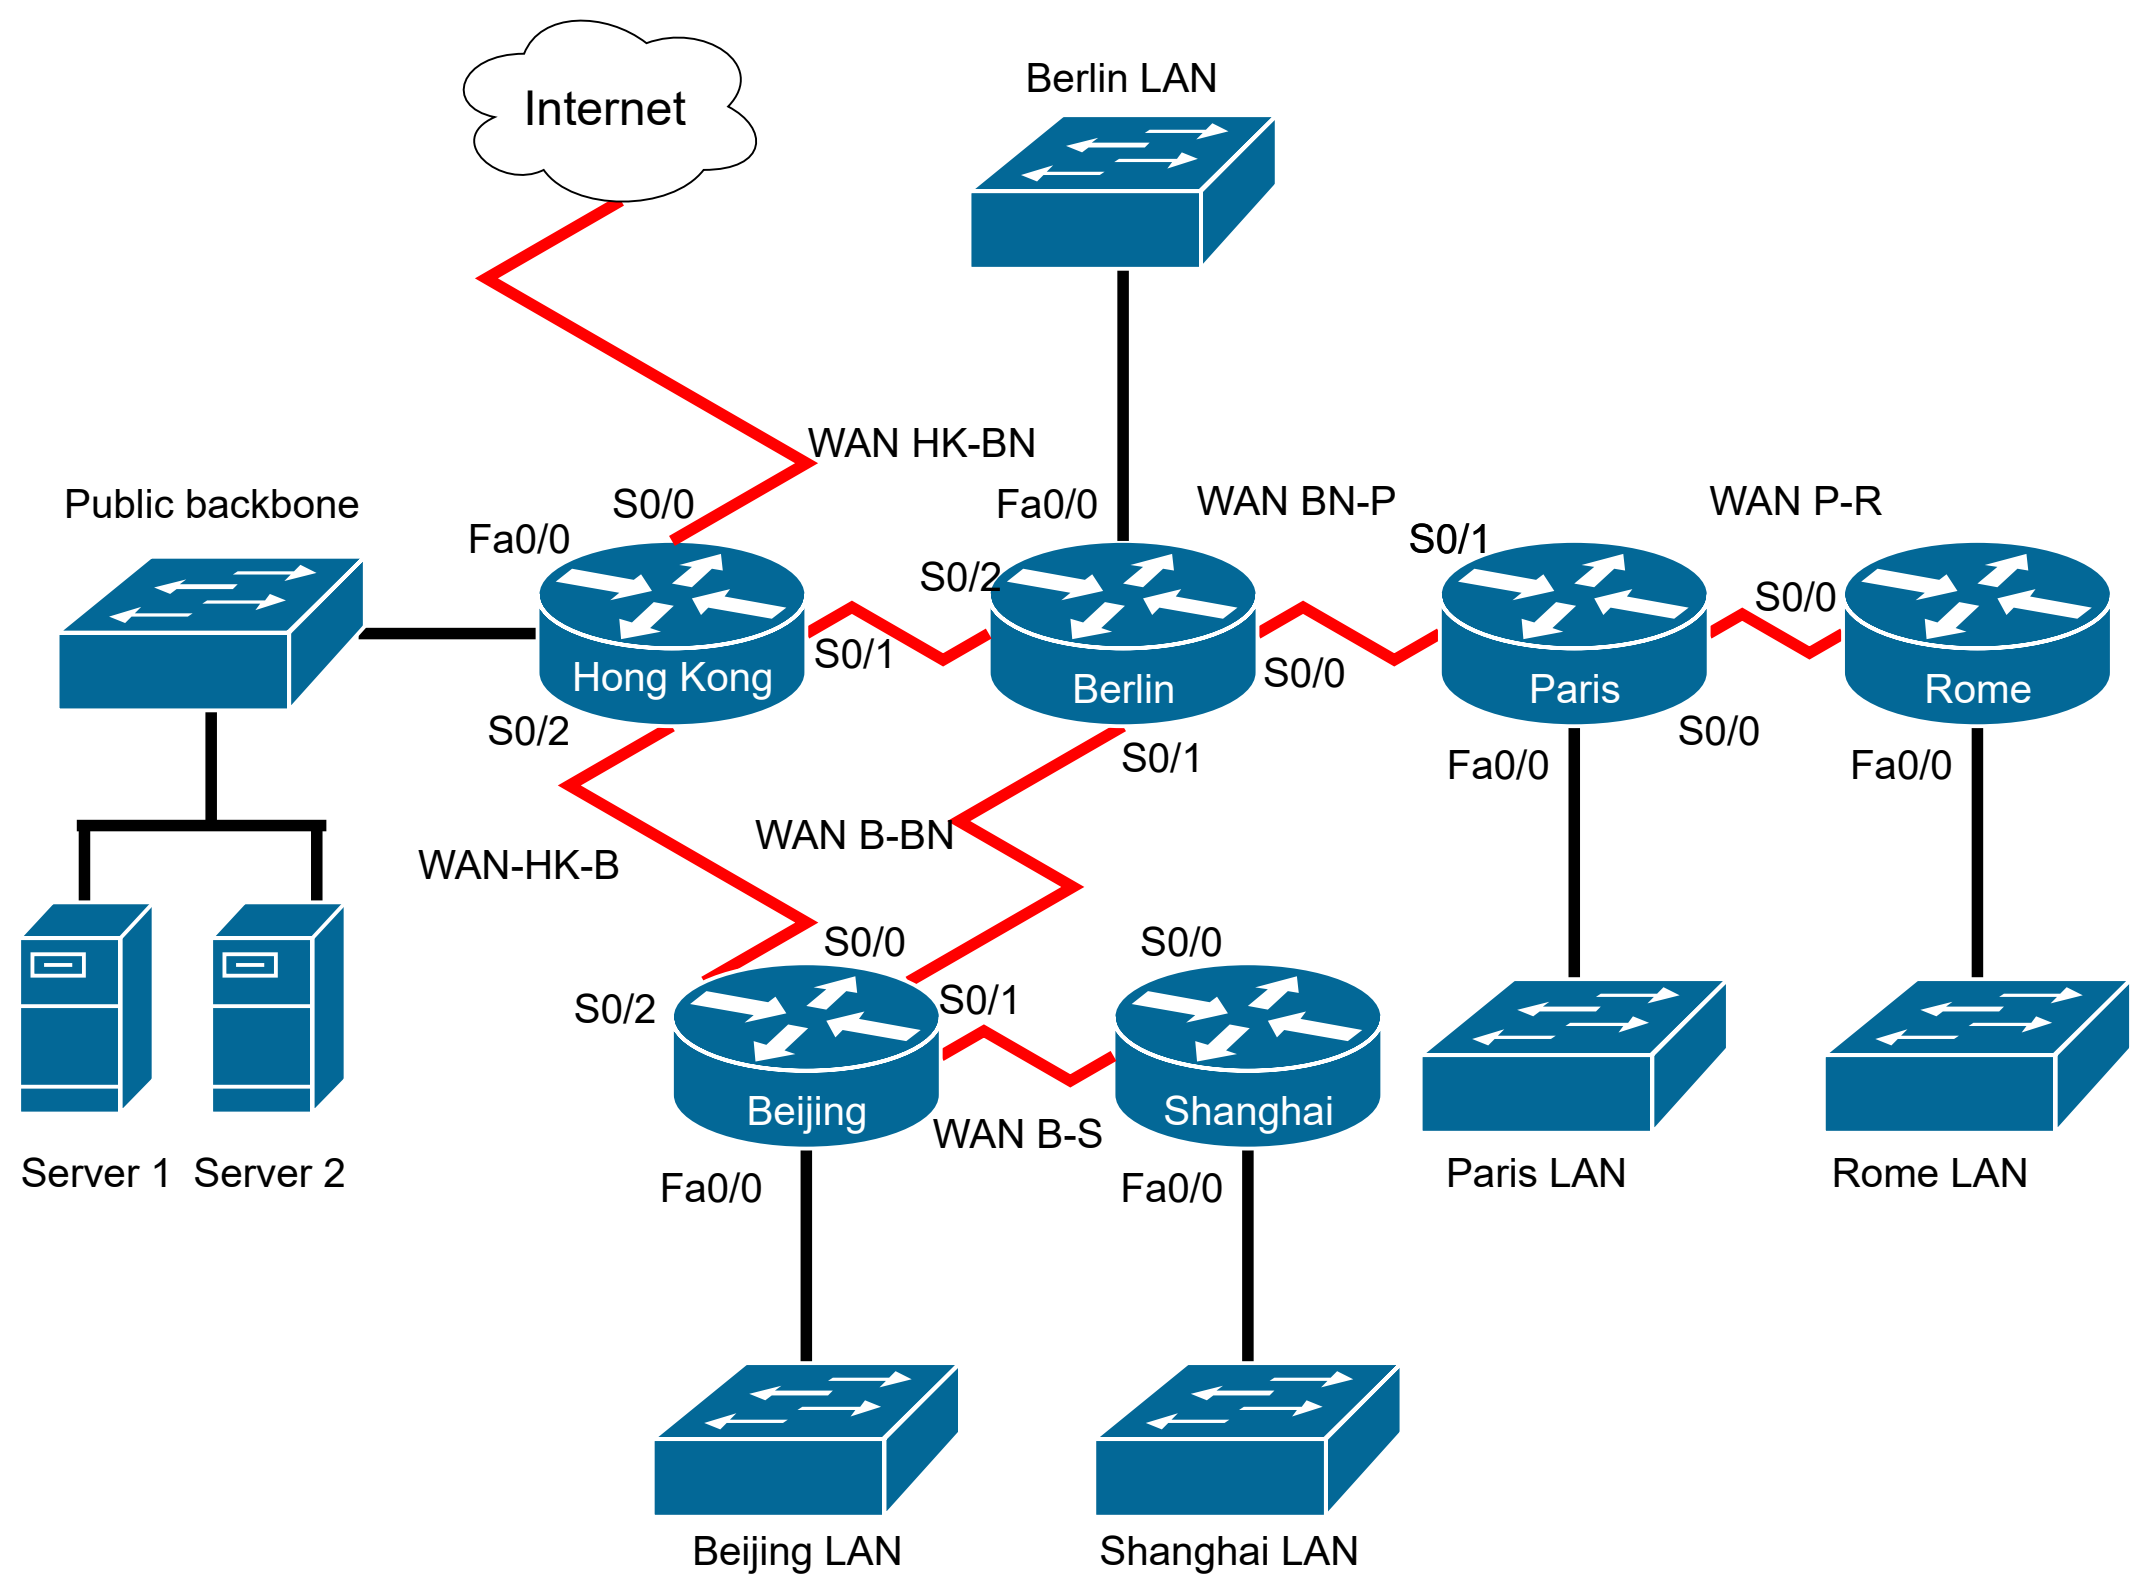 Internet
Berlin LAN
WAN HK-BN
Public backbone
Fa0/0
S0/0
Fa0/0
WAN BN-P
S0/1
WAN P-R
S0/2
S0/0
S0/1
Hong Kong
Berlin
S0/0
Paris
Rome
S0/2
S0/1
S0/0
Fa0/0
Fa0/0
WAN-HK-B
WAN B-BN
S0/0
S0/0
S0/2
S0/1
Beijing
Shanghai
WAN B-S
Server 1
Server 2
Fa0/0
Fa0/0
Paris LAN
Rome LAN
Beijing LAN
Shanghai LAN